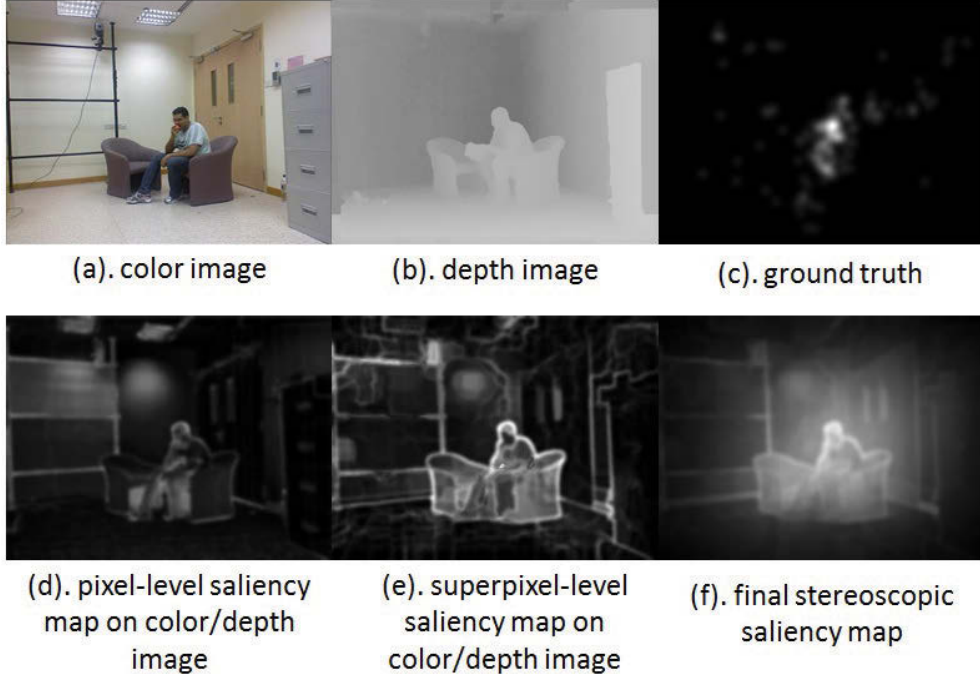 (a). color image
(b). depth image
(c). ground truth
(d). pixel-level saliency
map on color/depth
image
(e). superpixel-level
saliency map on
color/depth image
(f). final stereoscopic
saliency map